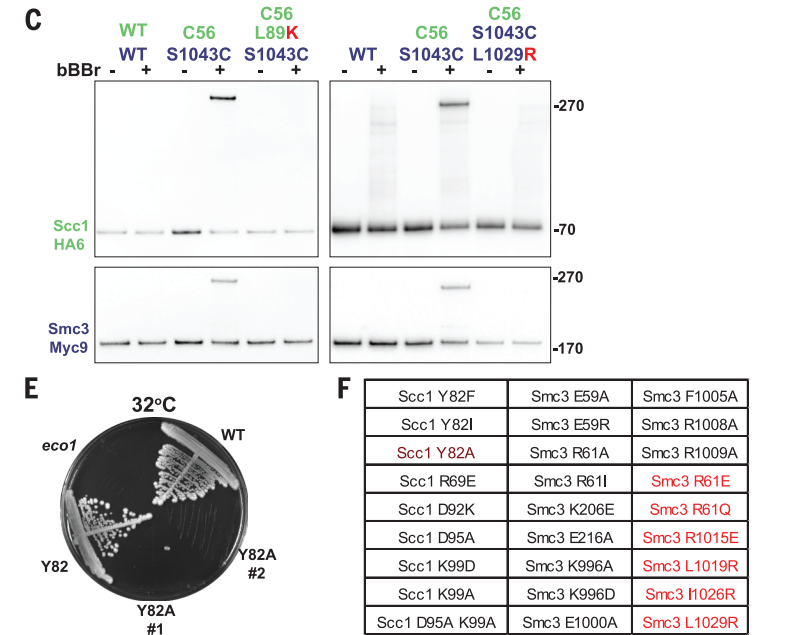 C
WT
WT
C56
S1043C
C56
L89K
S1043C
WT
C56
S1043C
C56
S1043C
L1029R
bBBr - + - + - + - + - + - +
Scc1
HA6
-270
-70
Smc3
Myc9
-270
-170
E
32°C
eco1
WT
Y82
Y82A
#2
Y82A
#1
F
Scc1 Y82F Smc3 E59A Smc3 F1005A
Scc1 Y82I Smc3 E59R Smc3 R1008A
Scc1 Y82A Smc3 R61A Smc3 R1009A
Scc1 R69E Smc3 R61I Smc3 R61E
Scc1 D92K Smc3 K206E Smc3 R61Q
Scc1 D95A Smc3 E216A Smc3 R1015E
Scc1 K99D Smc3 K996A Smc3 L1019R
Scc1 K99A Smc3 K996D Smc3 I1026R
Scc1 D95A K99A Smc3 E1000A Smc3 L1029R